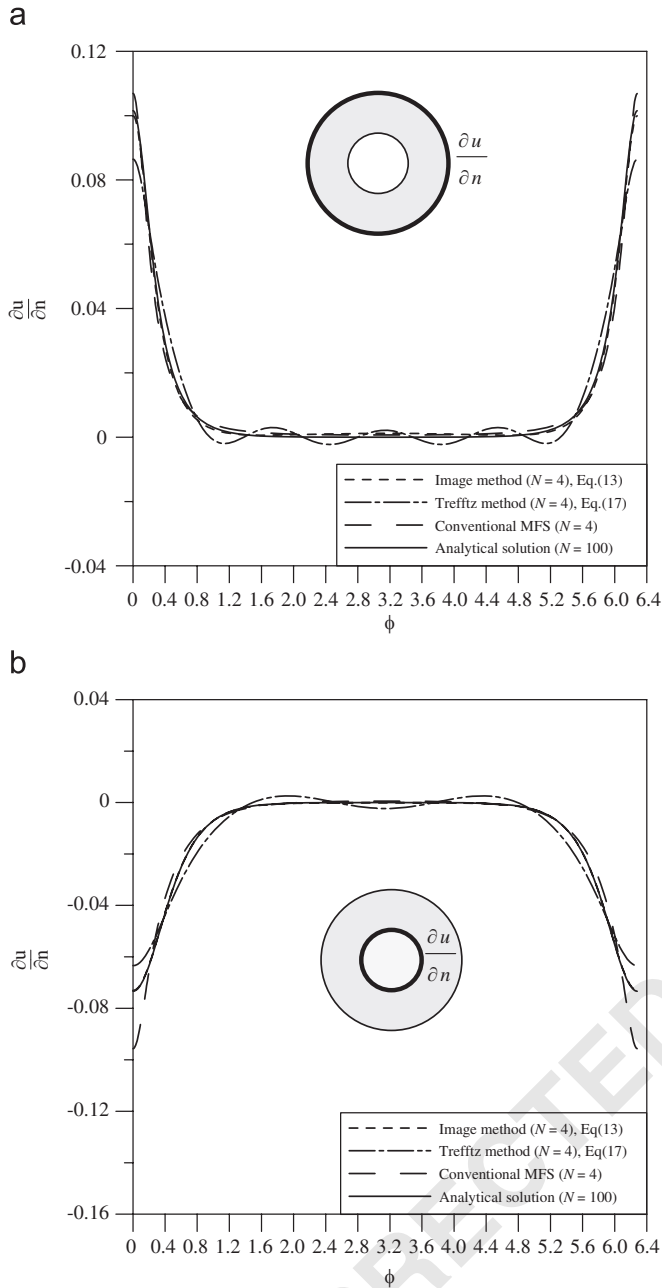 a
0.12
0.08
0.04
0
-0.04
∂u
∂n
∂u
∂n
Image method (N = 4), Eq.(13)
Trefftz method (N = 4), Eq.(17)
Conventional MFS (N = 4)
Analytical solution (N = 100)
0 0.4 0.8 1.2 1.6 2.0 2.4 2.8 3.2 3.6 4.0 4.4 4.8 5.2 5.6 6.0 6.4
ϕ
b
0.04
0
-0.04
-0.08
-0.12
-0.16
∂u
∂n
∂u
∂n
Image method (N = 4), Eq(13)
Trefftz method (N = 4), Eq(17)
Conventional MFS (N = 4)
Analytical solution (N = 100)
0 0.4 0.8 1.2 1.6 2.0 2.4 2.8 3.2 3.6 4.0 4.4 4.8 5.2 5.6 6.0 6.4
ϕ
RECTED